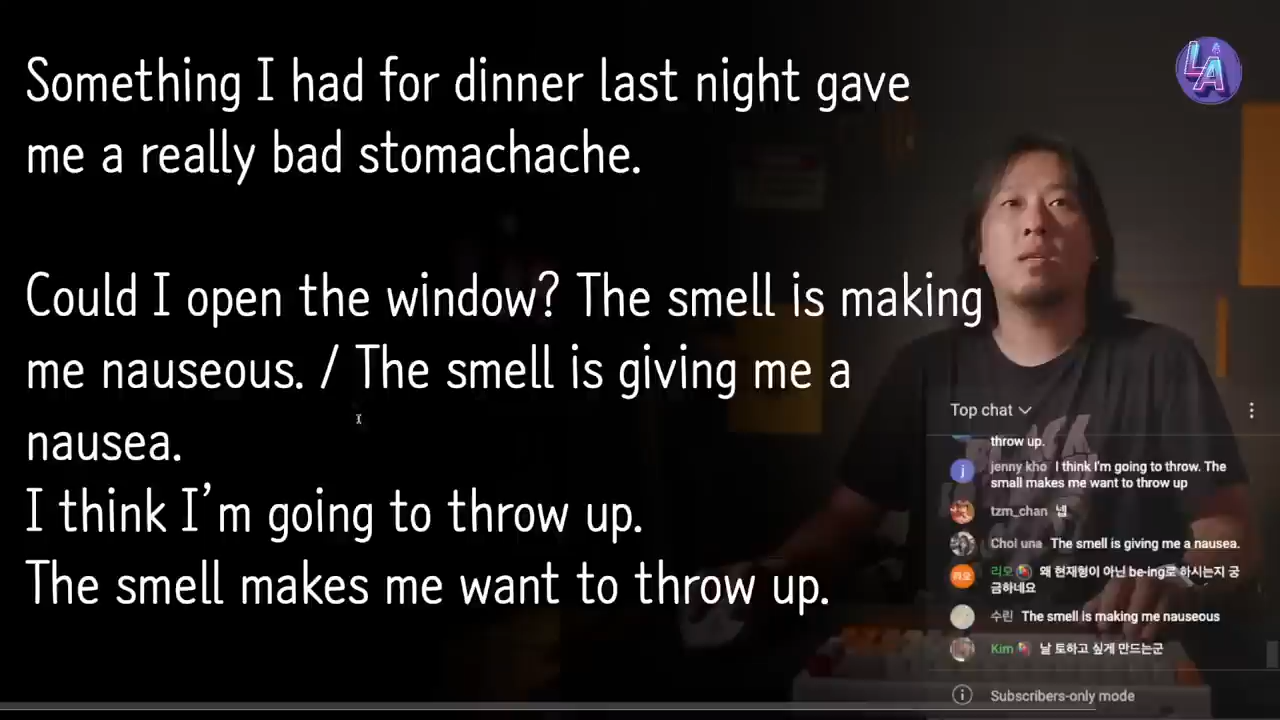 Something I had for dinner last night gave
me a really bad stomachache.
Could I open the window? The smell is making
me nauseous. / The smell is giving me a
nausea.
I think I'm going to throw up.
The smell makes me want to throw up.
L&A
Top chat
throw up.
jenny kho I think I'm going to throw. The
small makes me want to throw up
tzm_chan 넵
Choi una The smell is giving me a nausea.
리오 왜 현재형이 아닌 be-ing로 하시는지 궁
금하네요
수린 The smell is making me nauseous
Kim 날 토하고 싶게 만드는군
Subscribers-only mode